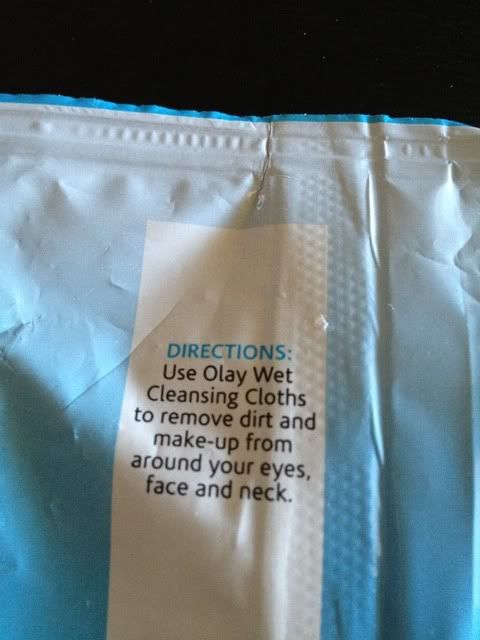 DIRECTIONS:
Use Olay Wet
Cleansing Cloths
to remove dirt and
make-up from
around your eyes,
face and neck.